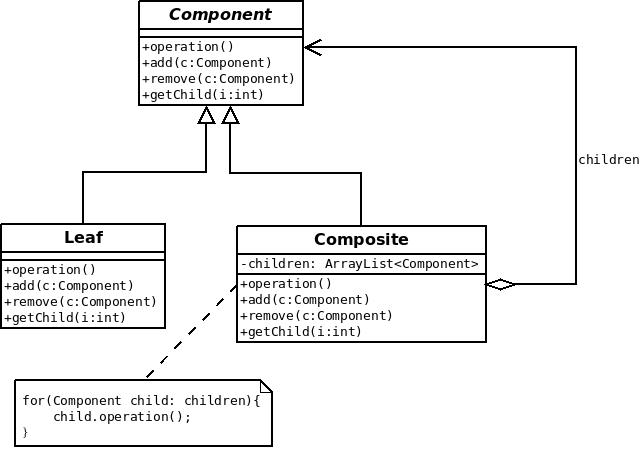 Component
+operation()
+add(c:Component)
+remove(c:Component)
+getChild(i:int)
children
Leaf
+operation()
+add(c:Component)
+remove(c:Component)
+getChild(i:int)
Composite
-children: ArrayList<Component>
+operation()
+add(c:Component)
+remove(c:Component)
+getChild(i:int)
for(Component child: children){
    child.operation();
}